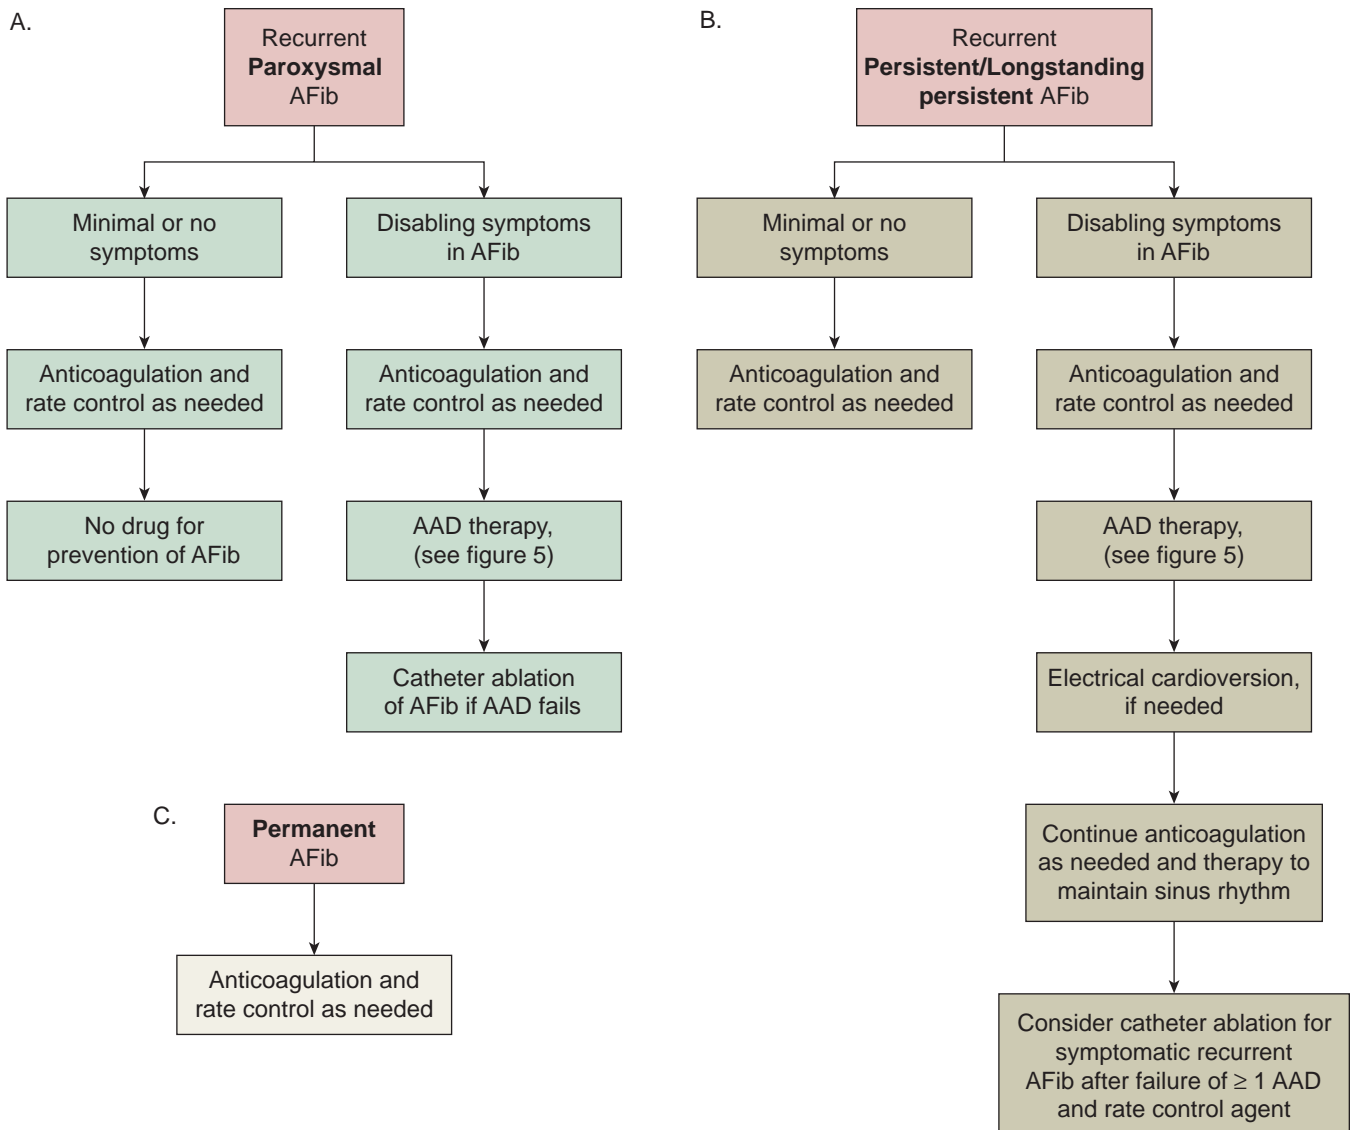 A.
Recurrent
Paroxysmal
AFib
Minimal or no
symptoms
Anticoagulation and
rate control as needed
No drug for
prevention of AFib
Disabling symptoms
in AFib
Anticoagulation and
rate control as needed
AAD therapy,
(see figure 5)
Catheter ablation
of AFib if AAD fails
B.
Recurrent
Persistent/Longstanding
persistent AFib
Minimal or no
symptoms
Anticoagulation and
rate control as needed
Disabling symptoms
in AFib
Anticoagulation and
rate control as needed
AAD therapy,
(see figure 5)
Electrical cardioversion,
if needed
Continue anticoagulation
as needed and therapy to
maintain sinus rhythm
Consider catheter ablation for
symptomatic recurrent
AFib after failure of ≥ 1 AAD
and rate control agent
C.
Permanent
AFib
Anticoagulation and
rate control as needed